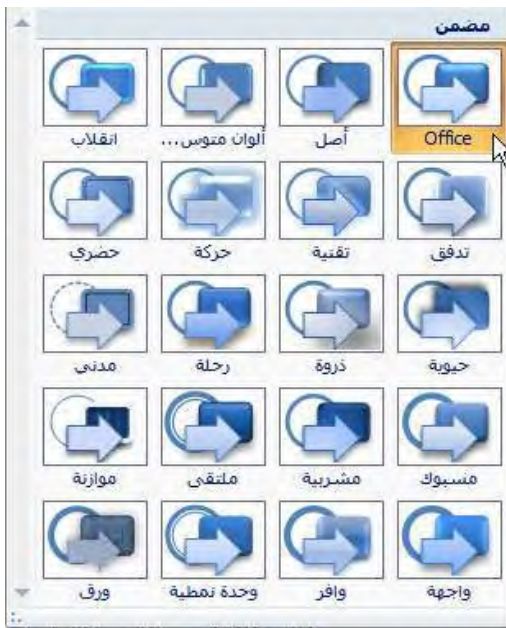 مضمن
Office
أصل
ألوان متوس...
انقلاب
تدفق
تقنية
حركة
حضري
حيوية
ذروة
رحلة
مدني
مسبوك
مشربية
ملتقى
موازنة
واجهة
وافر
وحدة نمطية
ورق